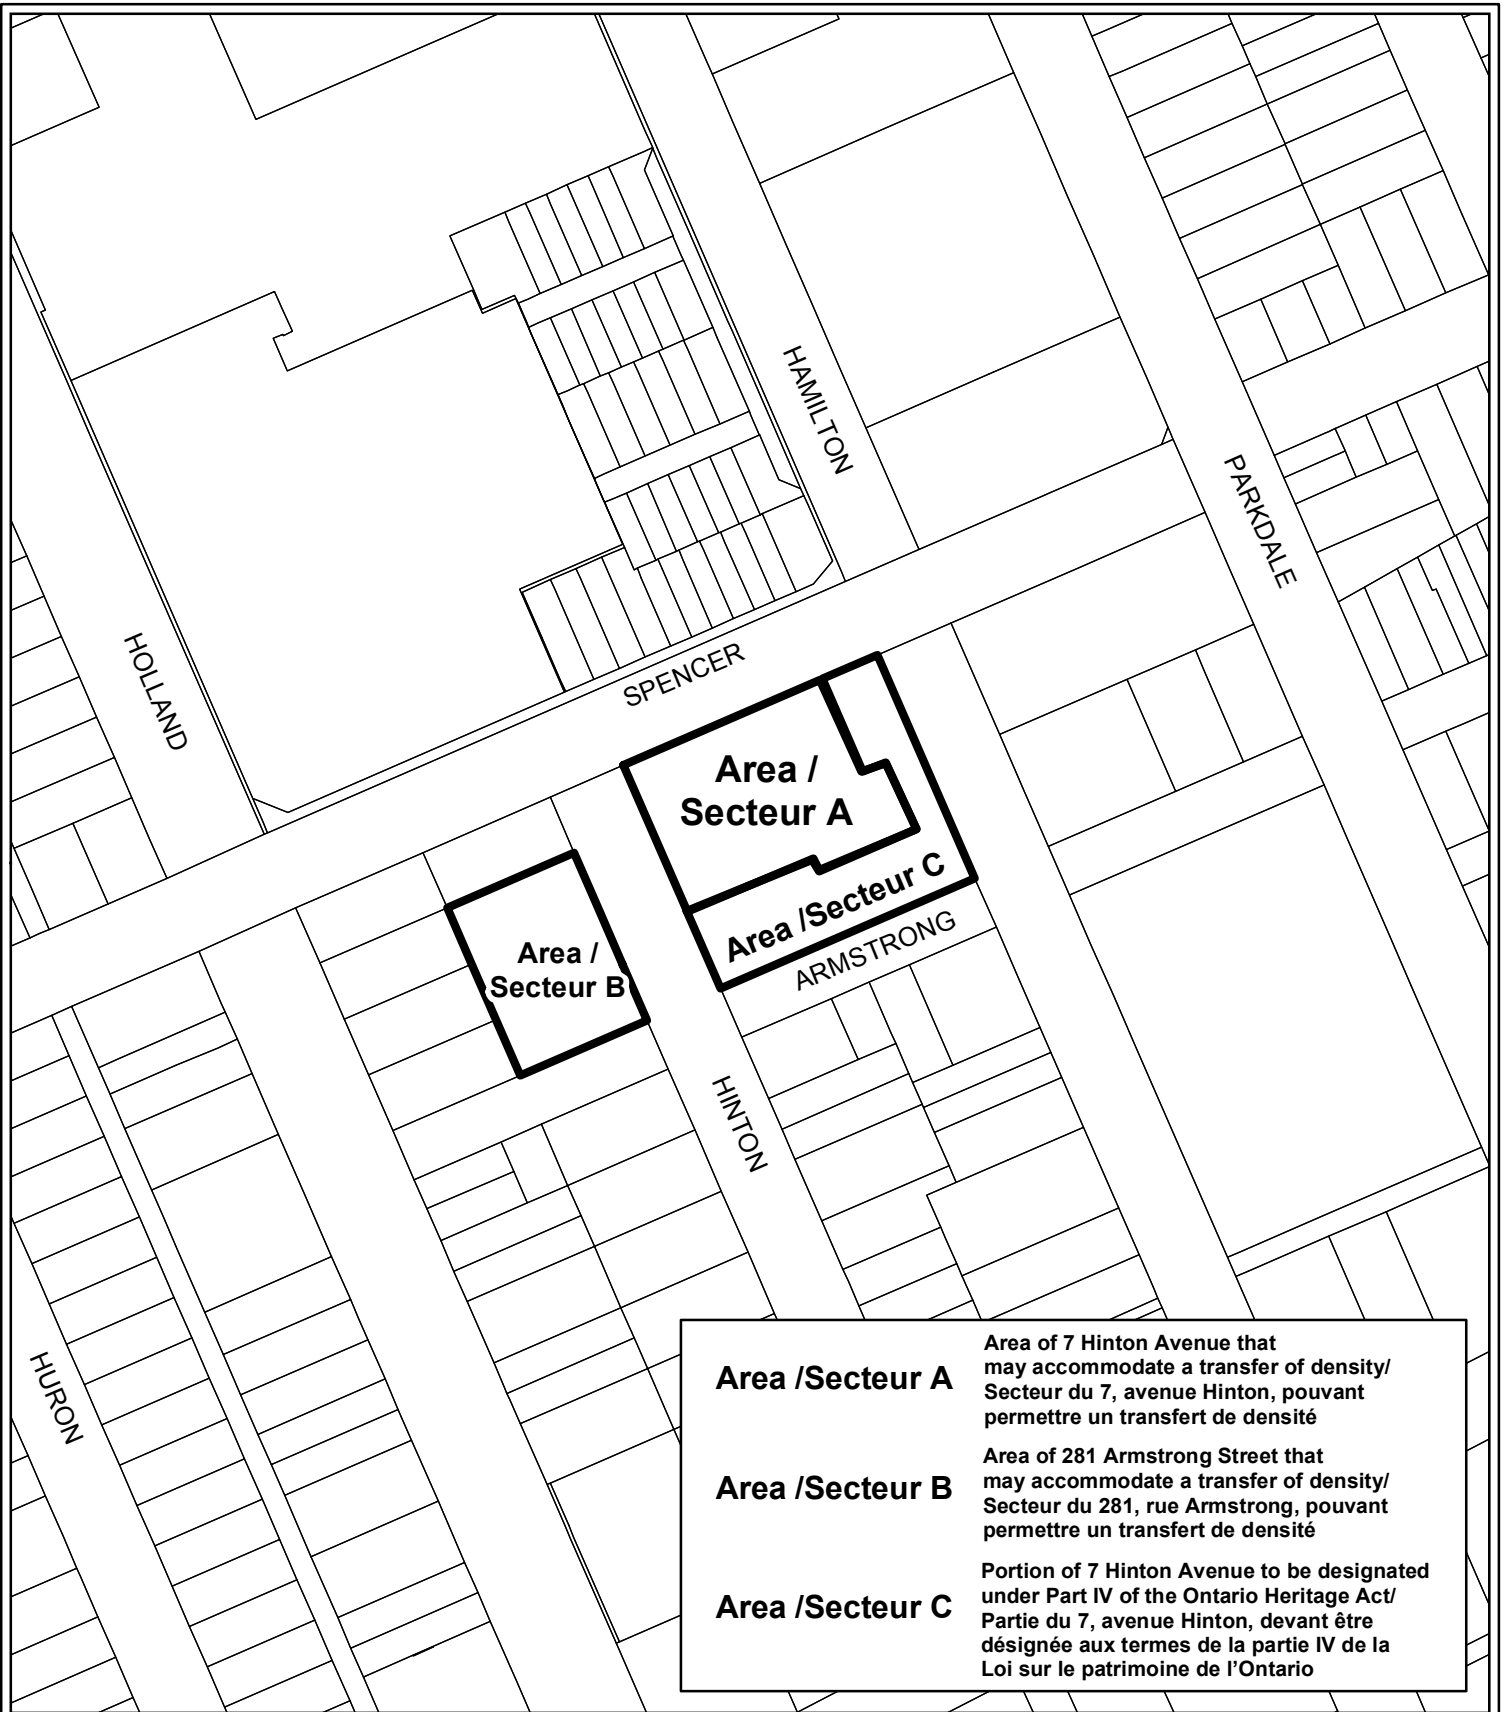 HAMILTON
PARKDALE
HOLLAND
SPENCER
Area /
Secteur A
Area /Secteur C
Area /
Secteur B
ARMSTRONG
HINTON
HURON
Area /Secteur A
Area of 7 Hinton Avenue that
may accommodate a transfer of density/
Secteur du 7, avenue Hinton, pouvant
permettre un transfert de densité
Area /Secteur B
Area of 281 Armstrong Street that
may accommodate a transfer of density/
Secteur du 281, rue Armstrong, pouvant
permettre un transfert de densité
Area /Secteur C
Portion of 7 Hinton Avenue to be designated
under Part IV of the Ontario Heritage Act/
Partie du 7, avenue Hinton, devant être
désignée aux termes de la partie IV de la
Loi sur le patrimoine de l’Ontario